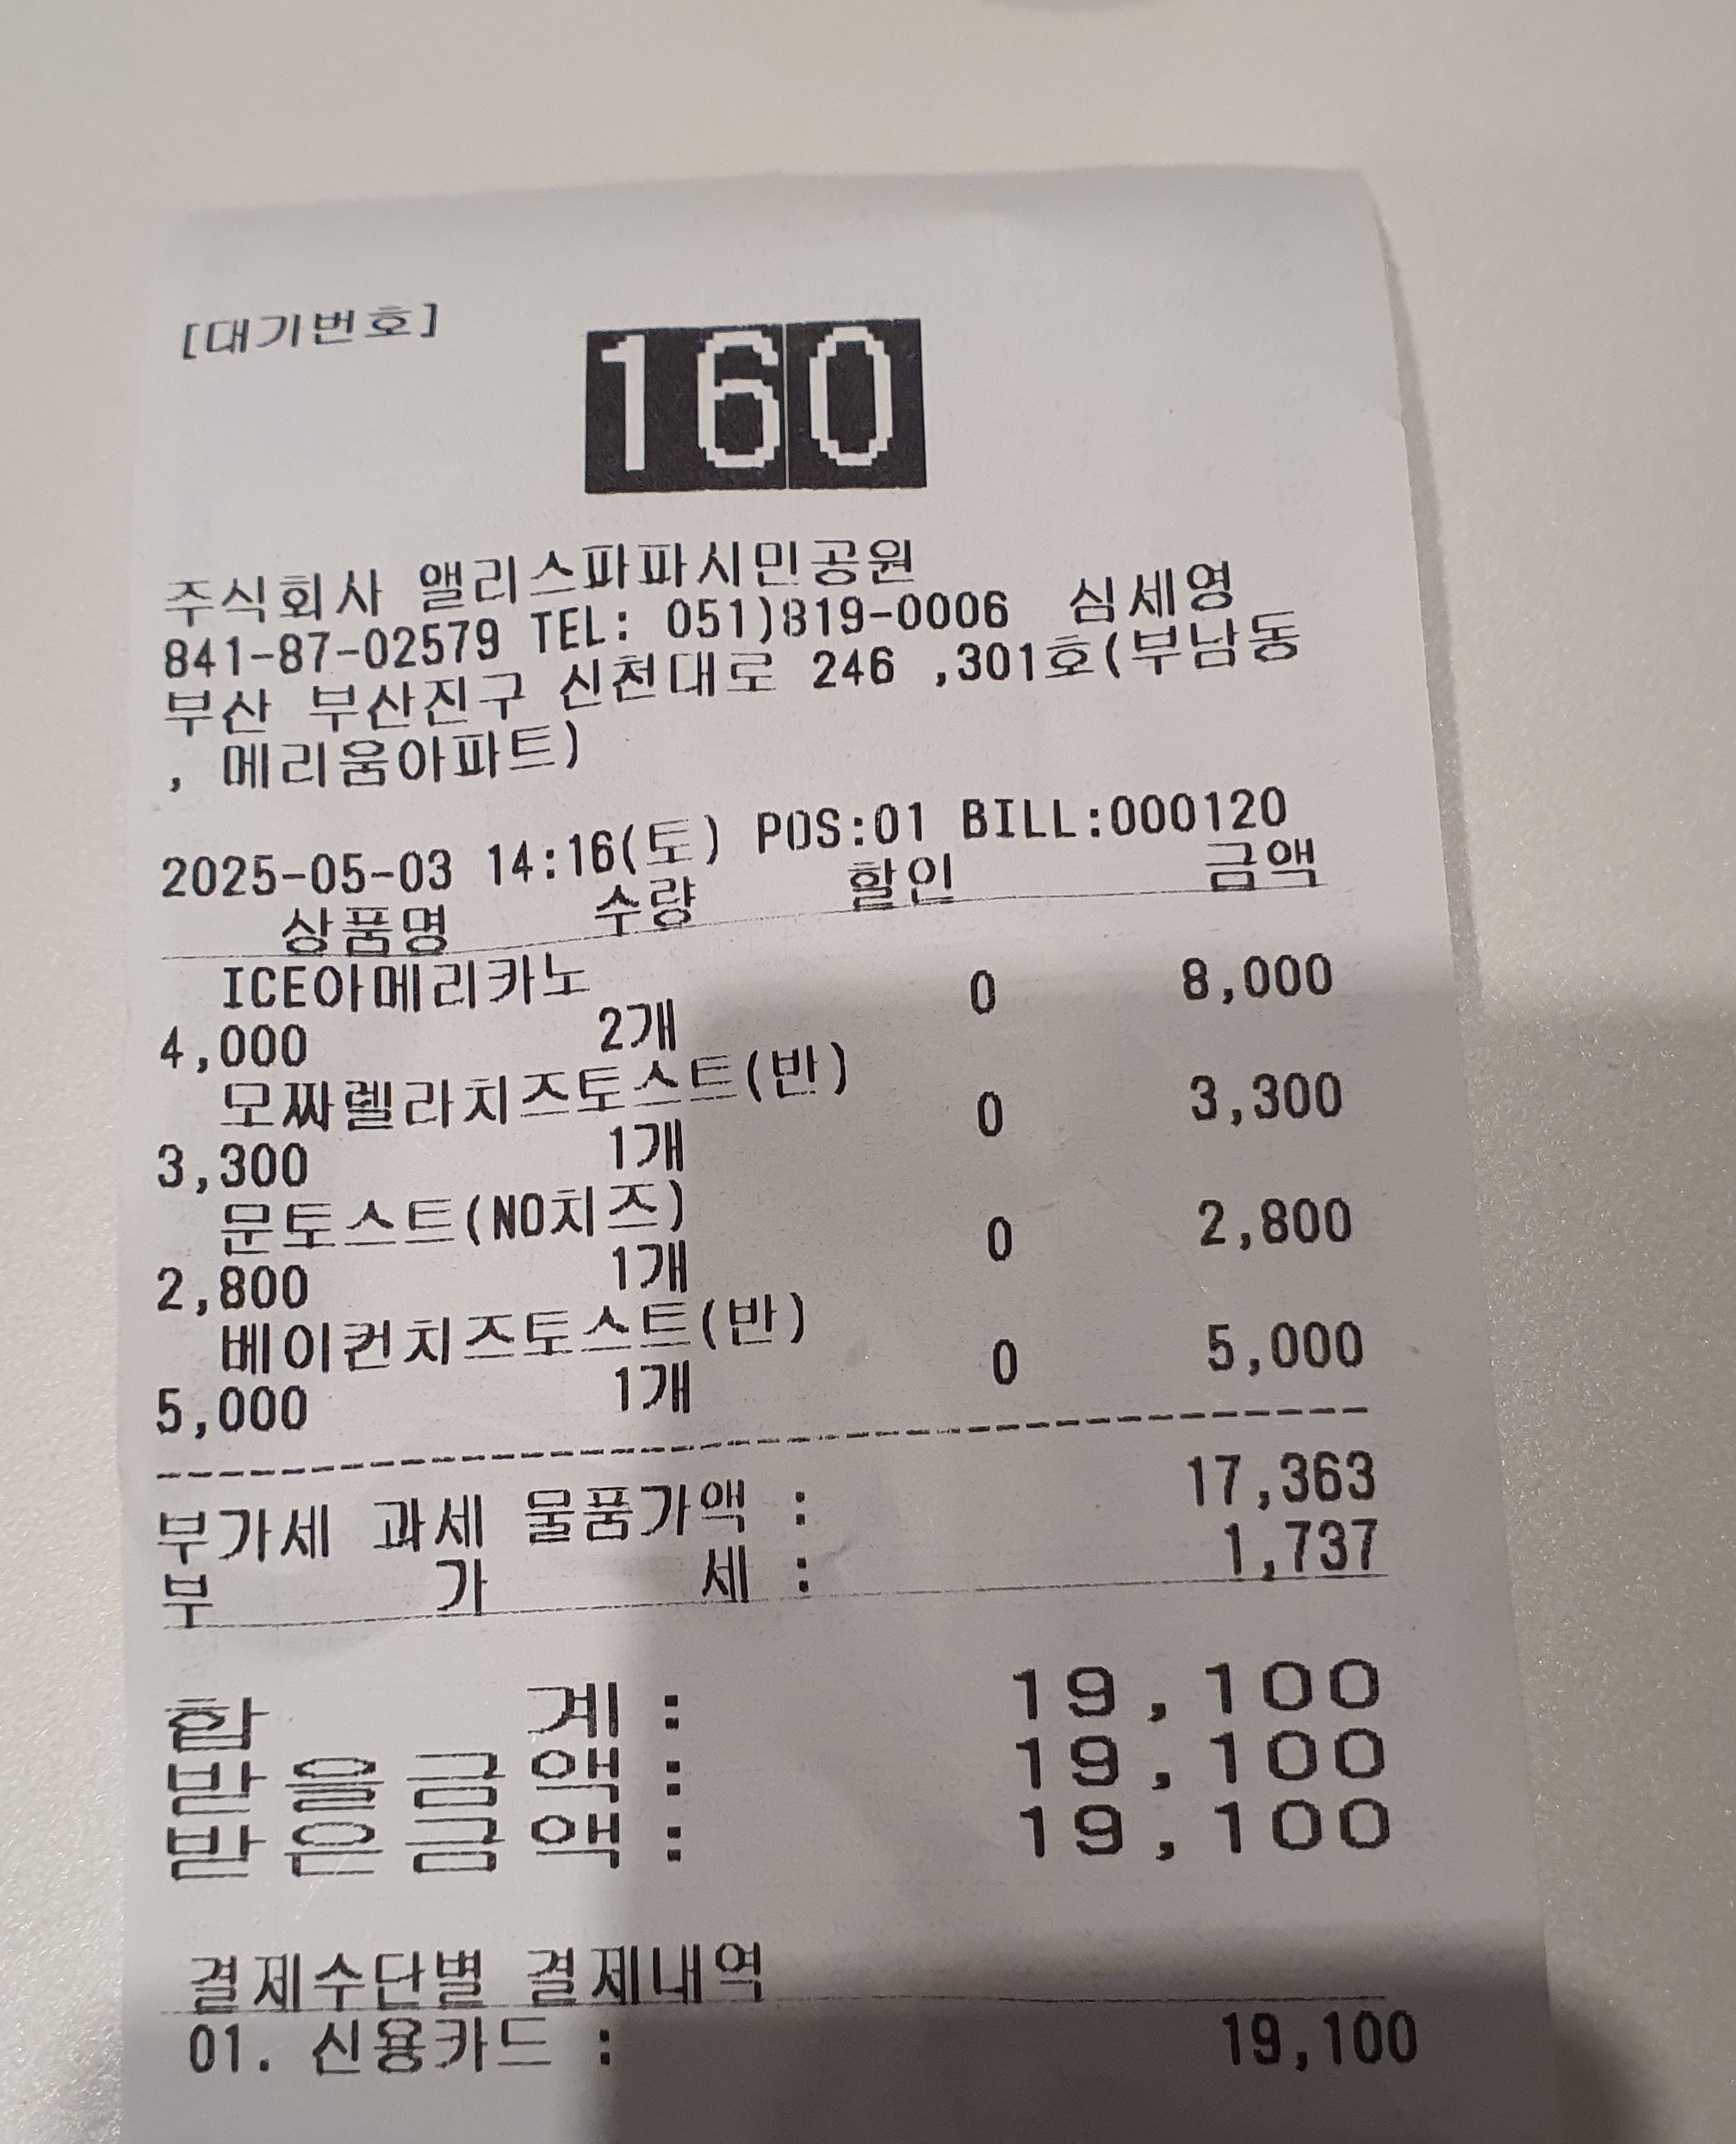 [대기번호]
160
주식회사 앨리스파파시민공원
841-87-02579 TEL: 051)819-0006 심세영
부산 부산진구 신천대로 246 ,301호(부남동
, 메리움아파트)
2025-05-03 14:16(토) POS:01 BILL:000120
상품명 수량 할인 금액
ICE아메리카노
4,000 2개 0 8,000
모짜렐라치즈토스트(반)
3,300 1개 0 3,300
문토스트(NO치즈)
2,800 1개 0 2,800
베이컨치즈토스트(반)
5,000 1개 0 5,000
부가세 과세 물품가액 : 17,363
부 가 세 : 1,737
합 계 : 19,100
받을금액 : 19,100
받은금액 : 19,100
결제수단별 결제내역
01. 신용카드 : 19,100